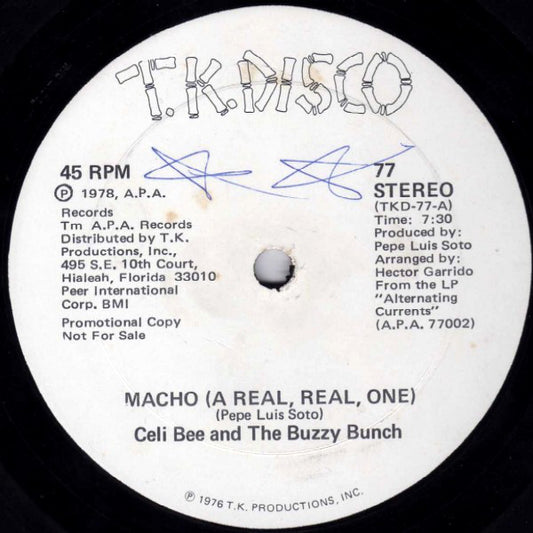 T.K. DISCO
45 RPM
℗ 1978, A.P.A.
Records
Tm A.P.A. Records
Distributed by T.K.
Productions, Inc.,
495 S.E. 10th Court,
Hialeah, Florida 33010
Peer International
Corp. BMI
Promotional Copy
Not For Sale
77
STEREO
(TKD-77-A)
Time: 7:30
Produced by:
Pepe Luis Soto
Arranged by:
Hector Garrido
From the LP
"Alternating
Currents"
(A.P.A. 77002)
MACHO (A REAL, REAL, ONE)
(Pepe Luis Soto)
Celi Bee and The Buzzy Bunch
℗ 1976 T.K. PRODUCTIONS, INC.